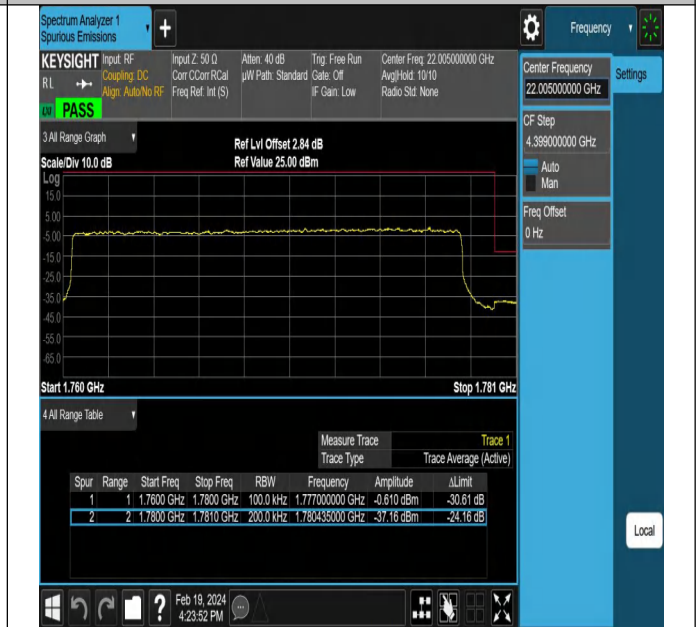 Spectrum Analyzer 1
Spurious Emissions
Frequency
KEYSIGHT Input: RF Input Z: 50 Ω Atten: 40 dB Trig: Free Run Center Freq: 22.005000000 GHz
RL Coupling: DC Corr CCorr RCal µW Path: Standard Gate: Off Avg|Hold: 10/10
Align: Auto/No RF Freq Ref: Int (S) IF Gain: Low Radio Std: None
PASS
Center Frequency
22.005000000 GHz
Settings
CF Step
4.399000000 GHz
Auto
Man
Freq Offset
0 Hz
3 All Range Graph
Ref Lvl Offset 2.84 dB
Scale/Div 10.0 dB Ref Value 25.00 dBm
Log
15.0
5.00
-5.00
-15.0
-25.0
-35.0
-45.0
-55.0
-65.0
Start 1.760 GHz Stop 1.781 GHz
4 All Range Table
Measure Trace Trace 1
Trace Type Trace Average (Active)
Spur Range Start Freq Stop Freq RBW Frequency Amplitude ΔLimit
1 1 1.7600 GHz 1.7800 GHz 100.0 kHz 1.777000000 GHz -0.610 dBm -30.61 dB
2 2 1.7800 GHz 1.7810 GHz 200.0 kHz 1.780435000 GHz -37.16 dBm -24.16 dB
Local
? Feb 19, 2024
4:23:52 PM